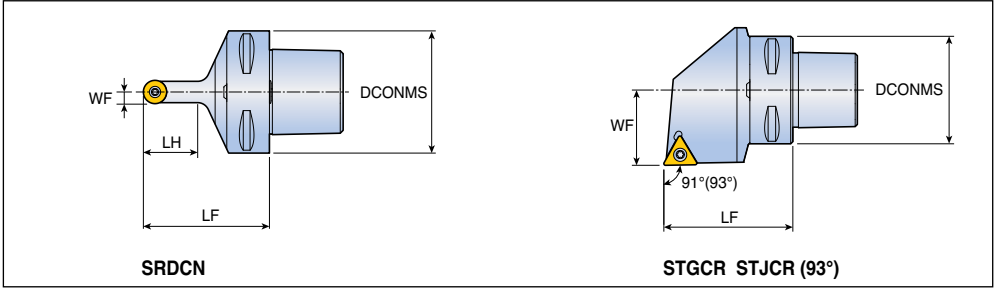 WF
LH
LF
DCONMS
SRDCN
WF
91°(93°)
LF
DCONMS
STGCR STJCR (93°)